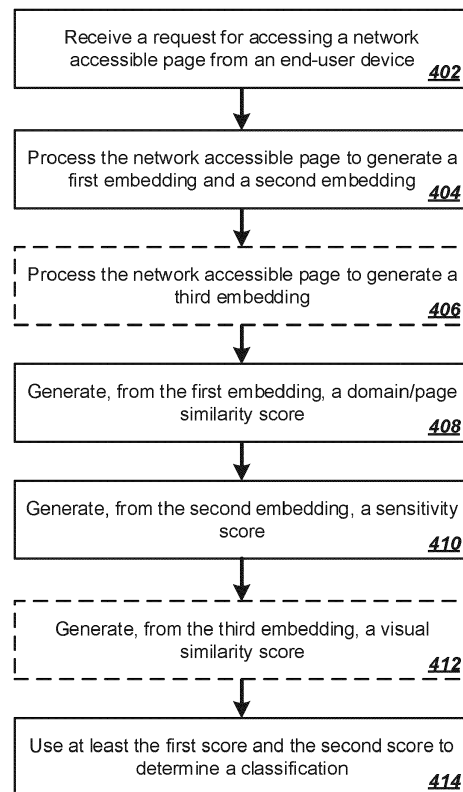 Receive a request for accessing a network
accessible page from an end-user device
402
Process the network accessible page to generate a
first embedding and a second embedding
404
Process the network accessible page to generate a
third embedding
406
Generate, from the first embedding, a domain/page
similarity score
408
Generate, from the second embedding, a sensitivity
score
410
Generate, from the third embedding, a visual
similarity score
412
Use at least the first score and the second score to
determine a classification
414